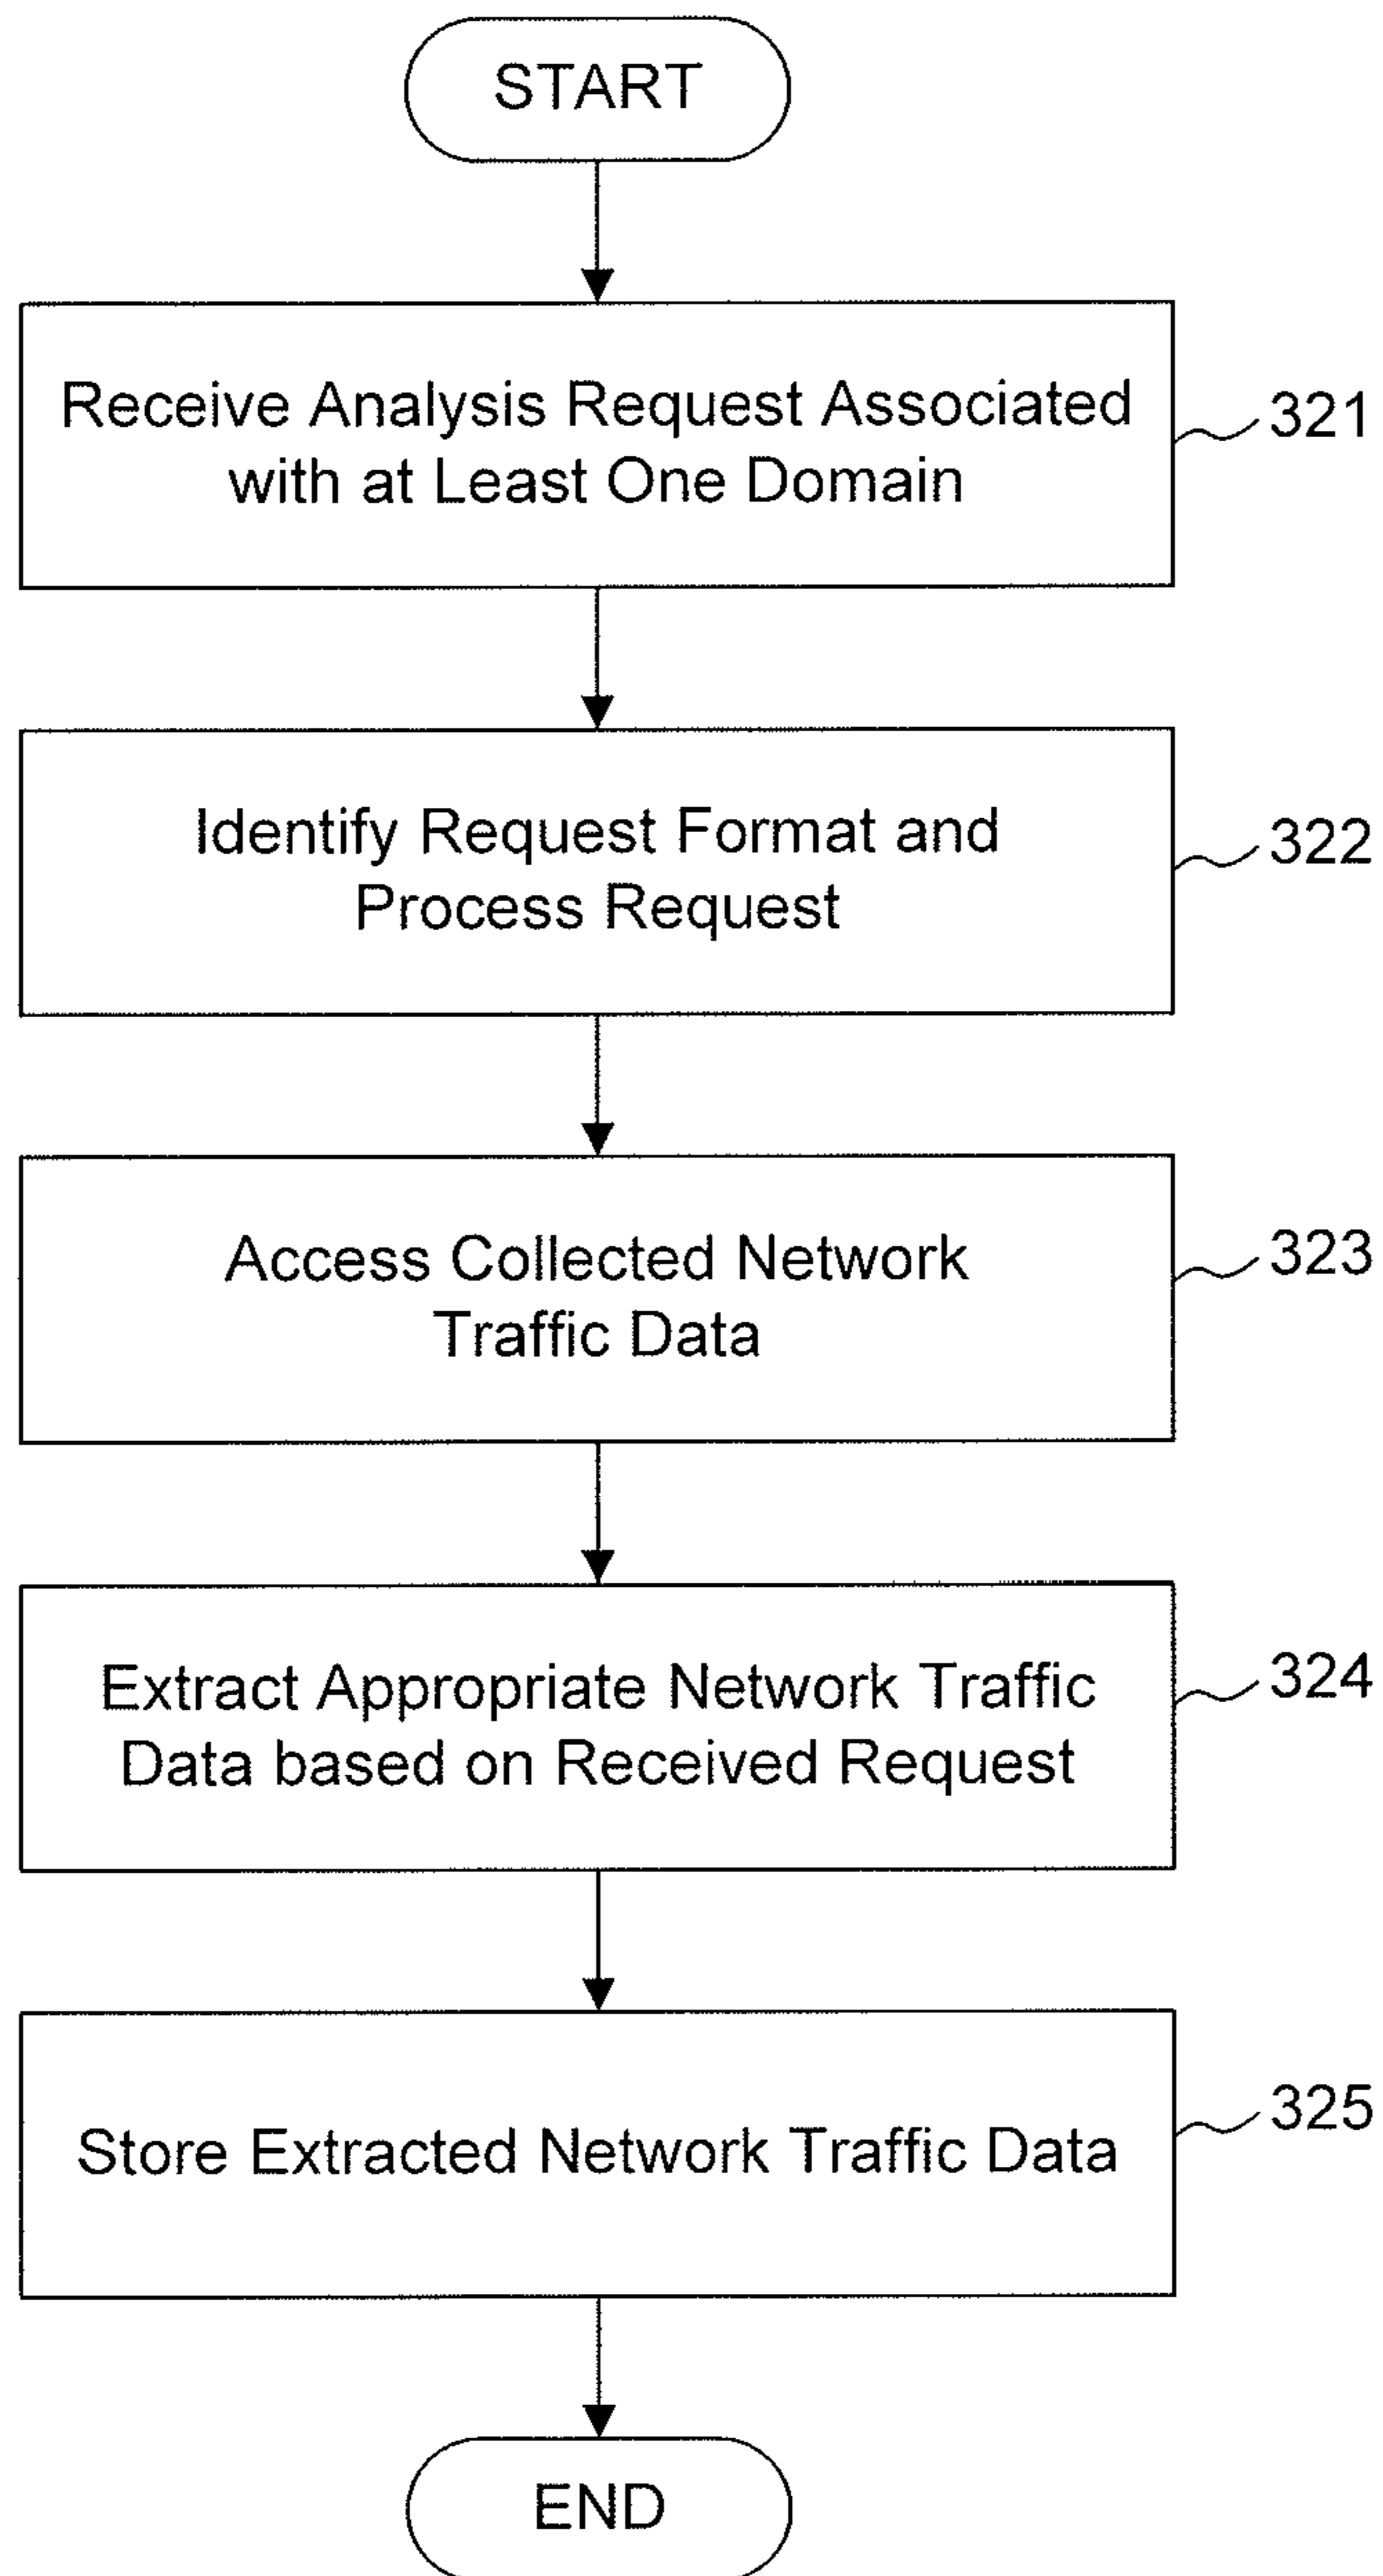 START
Receive Analysis Request Associated
with at Least One Domain
321
Identify Request Format and
Process Request
322
Access Collected Network
Traffic Data
323
Extract Appropriate Network Traffic
Data based on Received Request
324
Store Extracted Network Traffic Data
325
END